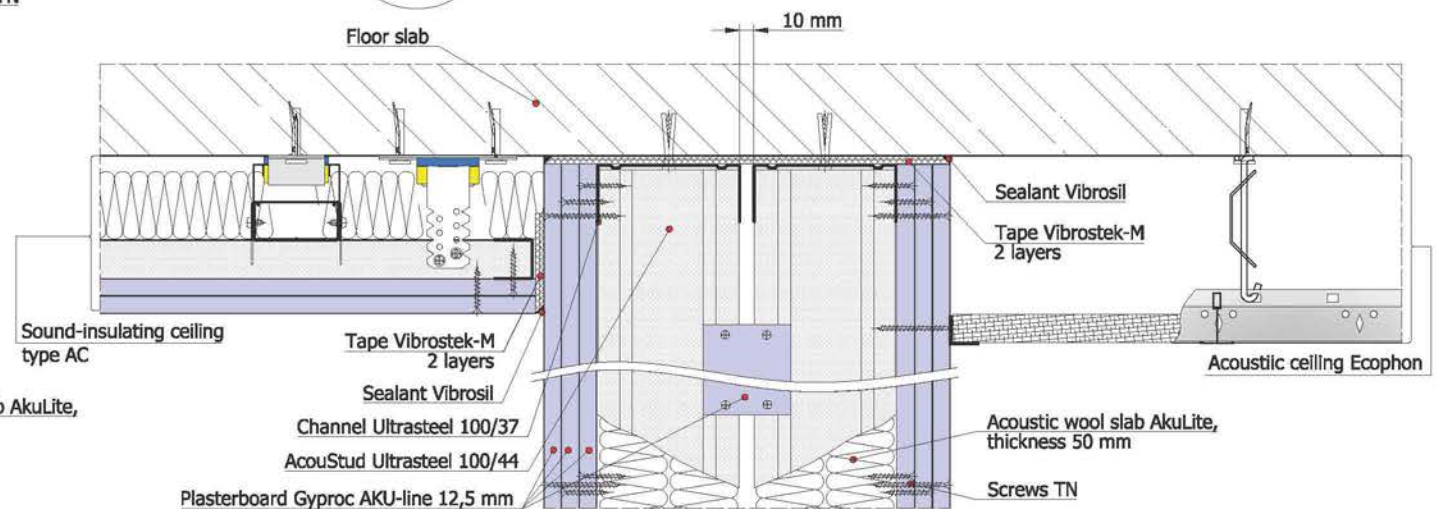 TN
10 mm
Floor slab
Sealant Vibrosil
Tape Vibrostek-M
2 layers
Sound-insulating ceiling
type AC
Tape Vibrostek-M
2 layers
Acoustiic ceiling Ecophon
Sealant Vibrosil
AkuLite,
Channel Ultrasteel 100/37
Acoustic wool slab AkuLite,
thickness 50 mm
AcouStud Ultrasteel 100/44
Plasterboard Gyproc AKU-line 12,5 mm
Screws TN